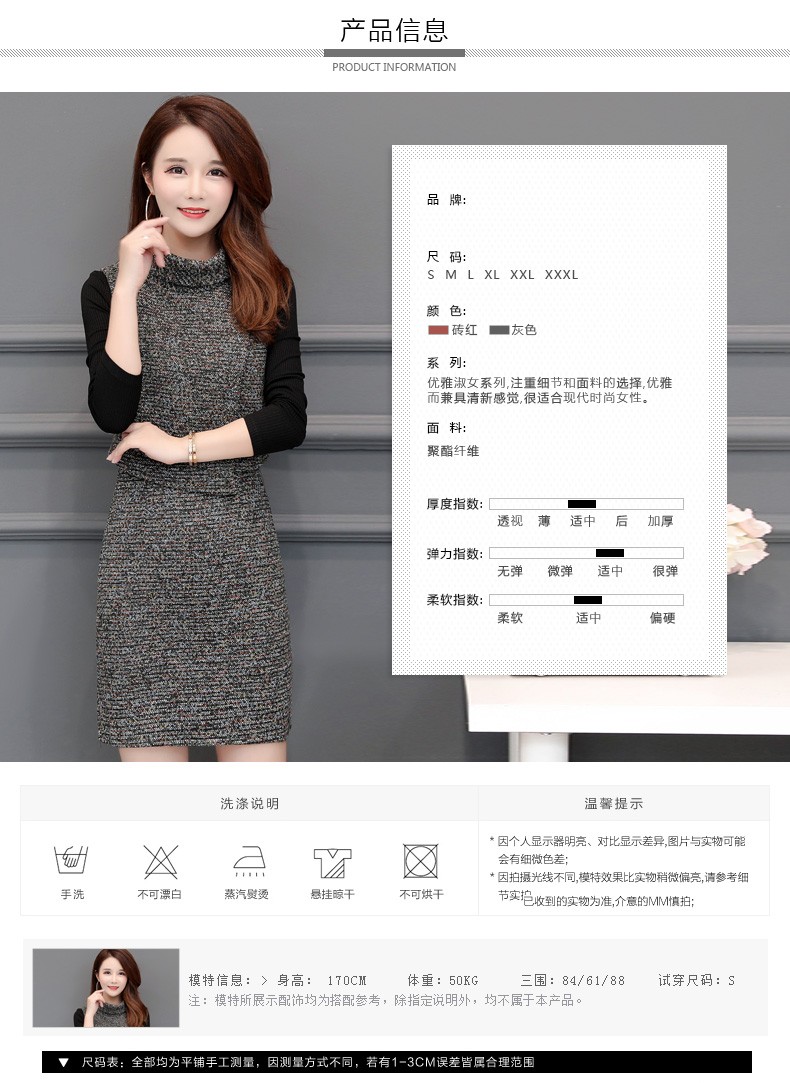 产品信息
PRODUCT INFORMATION
品 牌:
尺 码:
S M L XL XXL XXXL
颜 色:
砖红 灰色
系 列:
优雅淑女系列,注重细节和面料的选择,优雅
而兼具清新感觉,很适合现代时尚女性。
面 料:
聚酯纤维
厚度指数:
透视 薄 适中 后 加厚
弹力指数:
无弹 微弹 适中 很弹
柔软指数:
柔软 适中 偏硬
洗涤说明
手洗 不可漂白 蒸汽熨烫 悬挂晾干 不可烘干
温馨提示
* 因个人显示器明亮、对比显示差异,图片与实物可能
会有细微色差;
* 因拍摄光线不同,模特效果比实物稍微偏亮,请参考细
节实拍
已收到的实物为准,介意的MM慎拍;
模特信息: > 身高: 170CM 体重:50KG 三围:84/61/88 试穿尺码:S
注: 模特所展示配饰均为搭配参考, 除指定说明外, 均不属于本产品。
▼ 尺码表: 全部均为平铺手工测量, 因测量方式不同, 若有1-3CM误差皆属合理范围